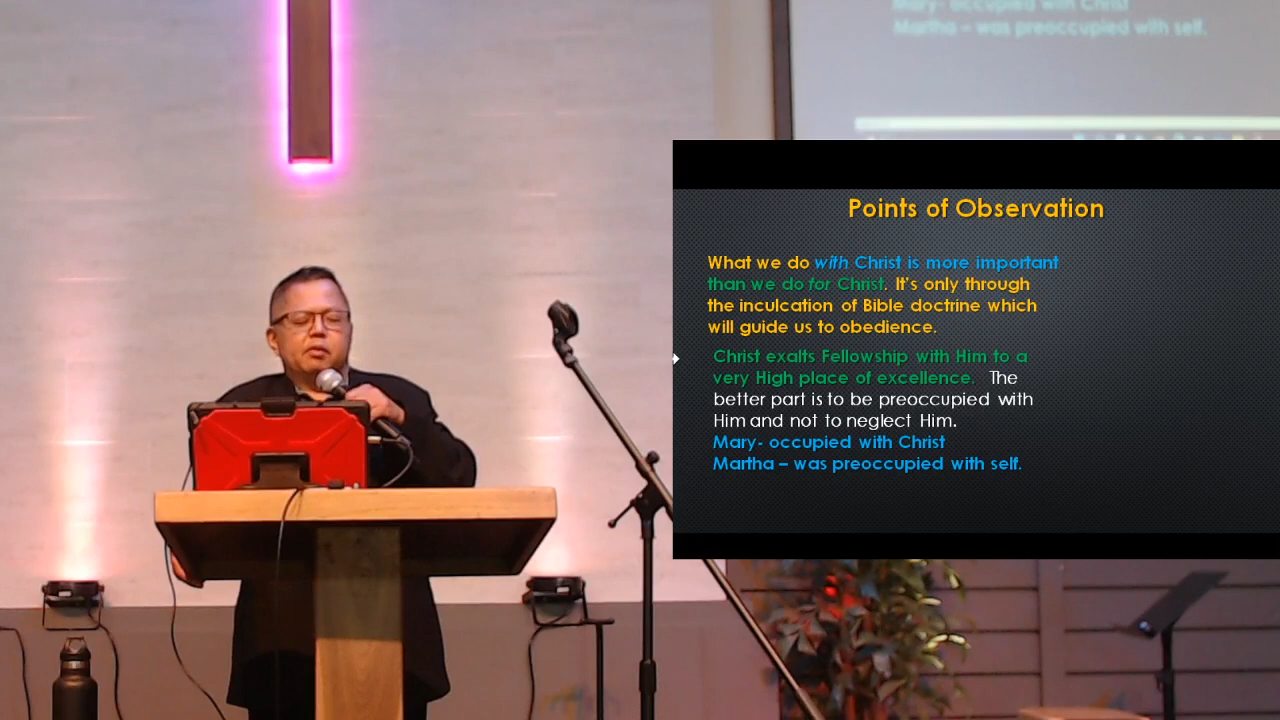 Mary- occupied with Christ
Martha – was preoccupied with self.
Points of Observation
What we do with Christ is more important
than we do for Christ. It's only through
the inculcation of Bible doctrine which
will guide us to obedience.
Christ exalts Fellowship with Him to a
very High place of excellence. The
better part is to be preoccupied with
Him and not to neglect Him.
Mary- occupied with Christ
Martha – was preoccupied with self.